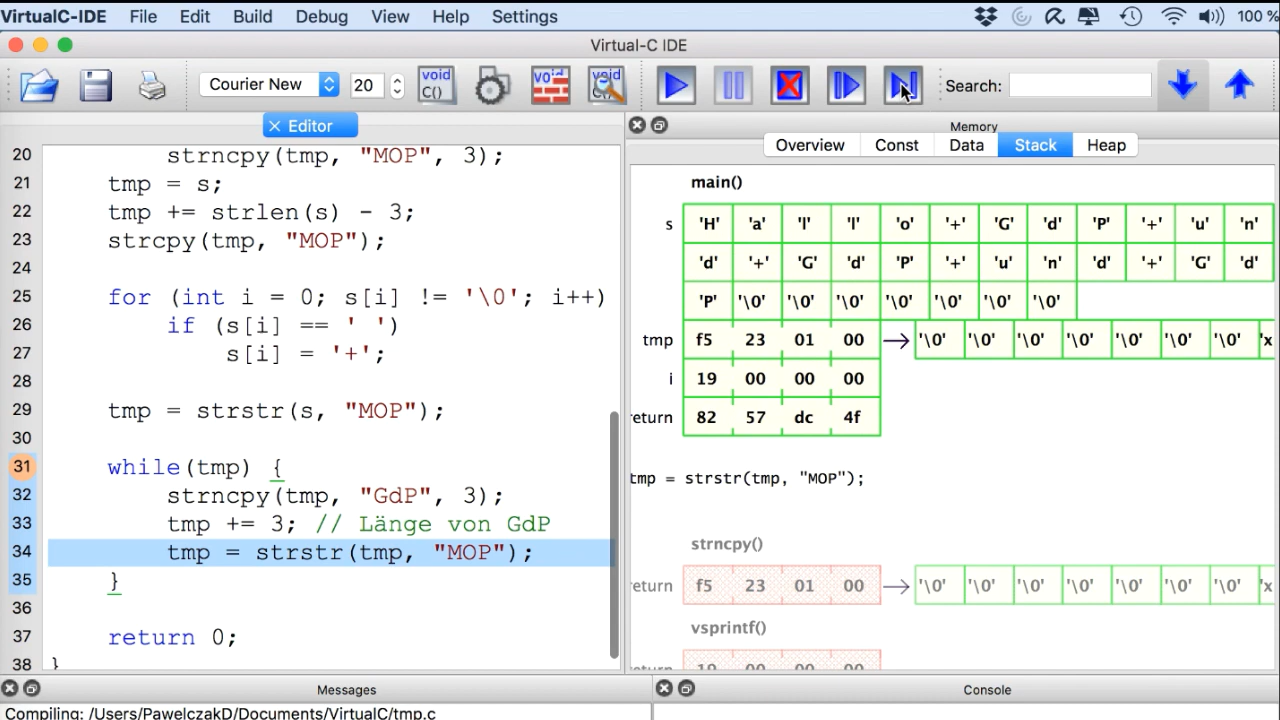 VirtualC-IDE File Edit Build Debug View Help Settings 100 %
Virtual-C IDE
Courier New 20 void C() void C() Search:
Editor
Memory
Overview Const Data Stack Heap
20 strncpy(tmp, "MOP", 3);
21 tmp = s;
22 tmp += strlen(s) - 3;
23 strcpy(tmp, "MOP");
24
25 for (int i = 0; s[i] != '\0'; i++)
26 if (s[i] == ' ')
27 s[i] = '+';
28
29 tmp = strstr(s, "MOP");
30
31 while(tmp) {
32 strncpy(tmp, "GdP", 3);
33 tmp += 3; // Länge von GdP
34 tmp = strstr(tmp, "MOP");
35 }
36
37 return 0;
38 }
main()
s 'H' 'a' 'l' 'l' 'o' '+' 'G' 'd' 'P' '+' 'u' 'n'
'd' '+' 'G' 'd' 'P' '+' 'u' 'n' 'd' '+' 'G' 'd'
'P' '\0' '\0' '\0' '\0' '\0' '\0' '\0'
tmp f5 23 01 00 '\0' '\0' '\0' '\0' '\0' '\0' '\0' 'x
i 19 00 00 00
return 82 57 dc 4f
tmp = strstr(tmp, "MOP");
strncpy()
return f5 23 01 00 '\0' '\0' '\0' '\0' '\0' '\0' '\0' 'x
vsprintf()
return 19 00 00 00
Messages
Console
Compiling: /Users/PawelczakD/Documents/VirtualC/tmp.c